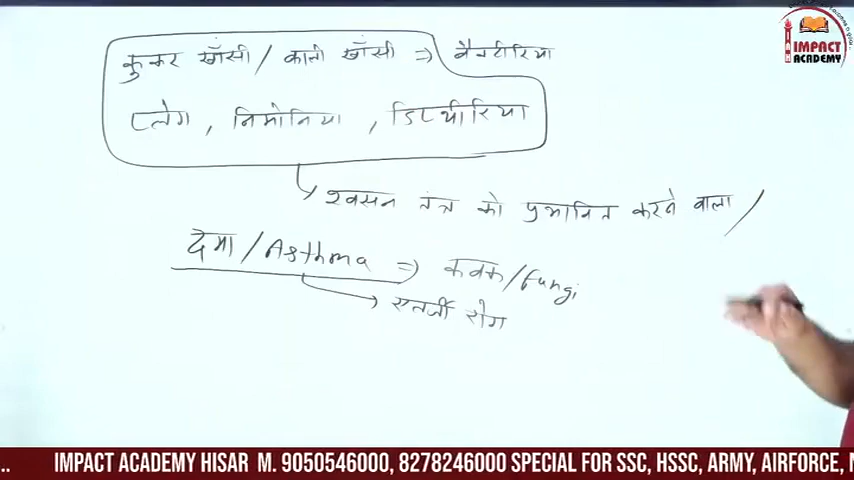 कुकर खाँसी / काली खाँसी ⇒ बैक्टीरिया
प्लेग , निमोनिया , डिप्थीरिया
श्वसन तंत्र को प्रभावित करने वाला /
दमा / Asthma ⇒ कवक / Fungi
एलर्जी रोग
IMPACT
ACADEMY
.. IMPACT ACADEMY HISAR M. 9050546000, 8278246000 SPECIAL FOR SSC, HSSC, ARMY, AIRFORCE, N